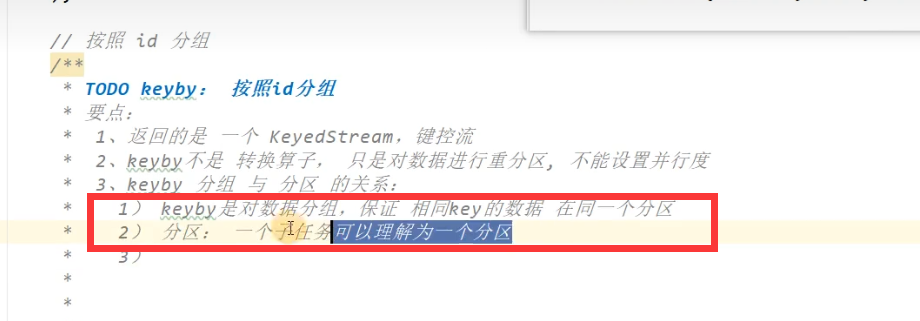 // 按照 id 分组
/**
* TODO keyby： 按照id分组
* 要点：
* 1、返回的是 一个 KeyedStream，键控流
* 2、keyby不是 转换算子， 只是对数据进行重分区, 不能设置并行度
* 3、keyby 分组 与 分区 的关系：
* 1） keyby是对数据分组，保证 相同key的数据 在同一个分区
* 2） 分区： 一个子任务可以理解为一个分区
* 3）
*
*